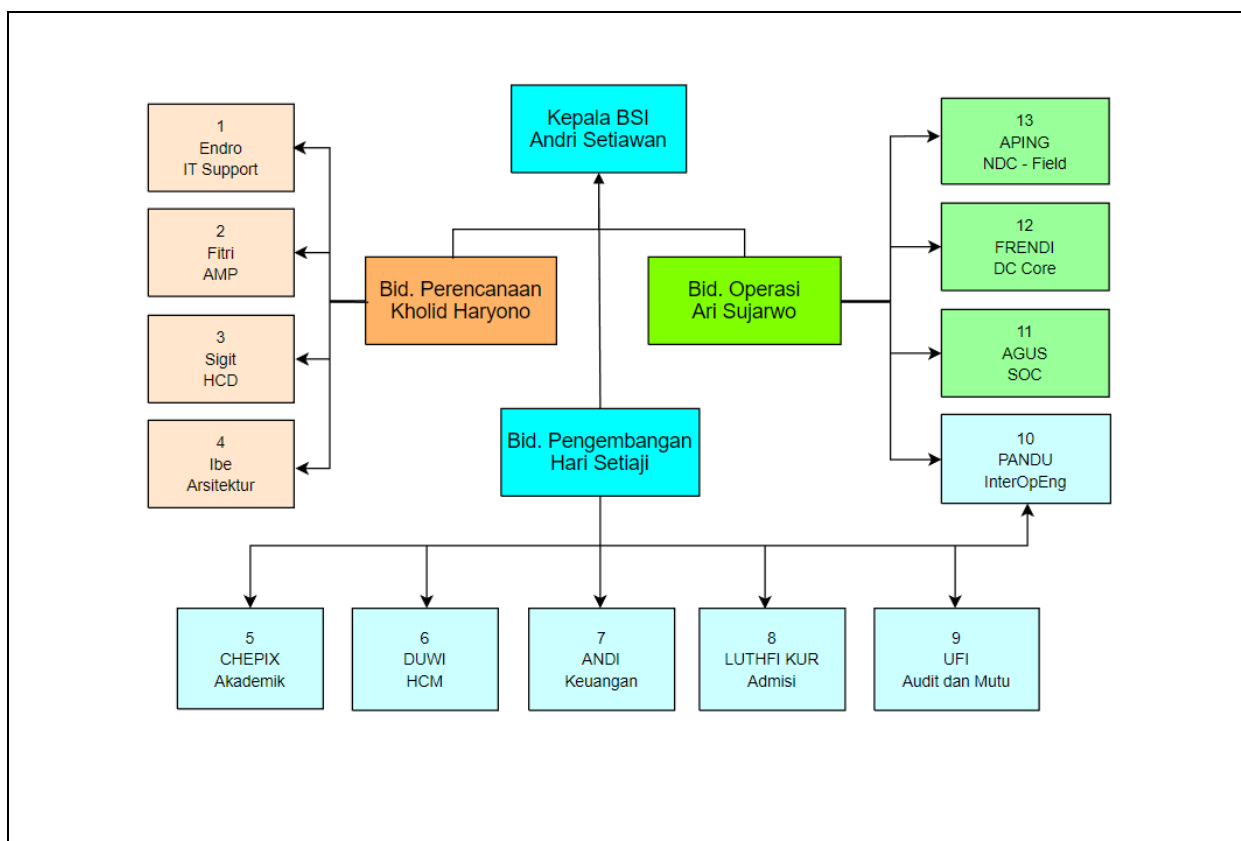 Kepala BSI
Andri Setiawan
Bid. Perencanaan
Kholid Haryono
Bid. Operasi
Ari Sujarwo
Bid. Pengembangan
Hari Setiaji
1
Endro
IT Support
2
Fitri
AMP
3
Sigit
HCD
4
Ibe
Arsitektur
5
CHEPIX
Akademik
6
DUWI
HCM
7
ANDI
Keuangan
8
LUTHFI KUR
Admisi
9
UFI
Audit dan Mutu
10
PANDU
InterOpEng
11
AGUS
SOC
12
FRENDI
DC Core
13
APING
NDC - Field